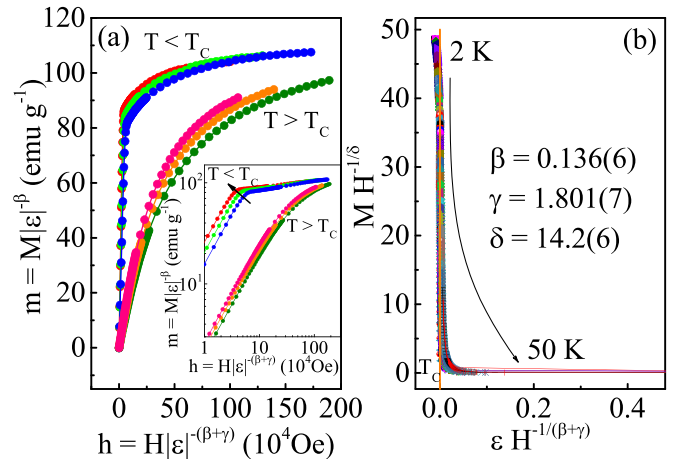 (a)
T < T_C
T > T_C
m = M|ε|^-β (emu g^-1)
120
100
80
60
40
20
0
0 50 100 150 200
h = H|ε|^-(β+γ) (10^4Oe)
T < T_C
T > T_C
m = M|ε|^-β (emu g^-1)
10^2
10^1
1 10 100
h = H|ε|^-(β+γ) (10^4Oe)
(b)
2 K
β = 0.136(6)
γ = 1.801(7)
δ = 14.2(6)
50 K
T_C
M H^-1/δ
50
40
30
20
10
0
0.0 0.2 0.4
ε H^-1/(β+γ)